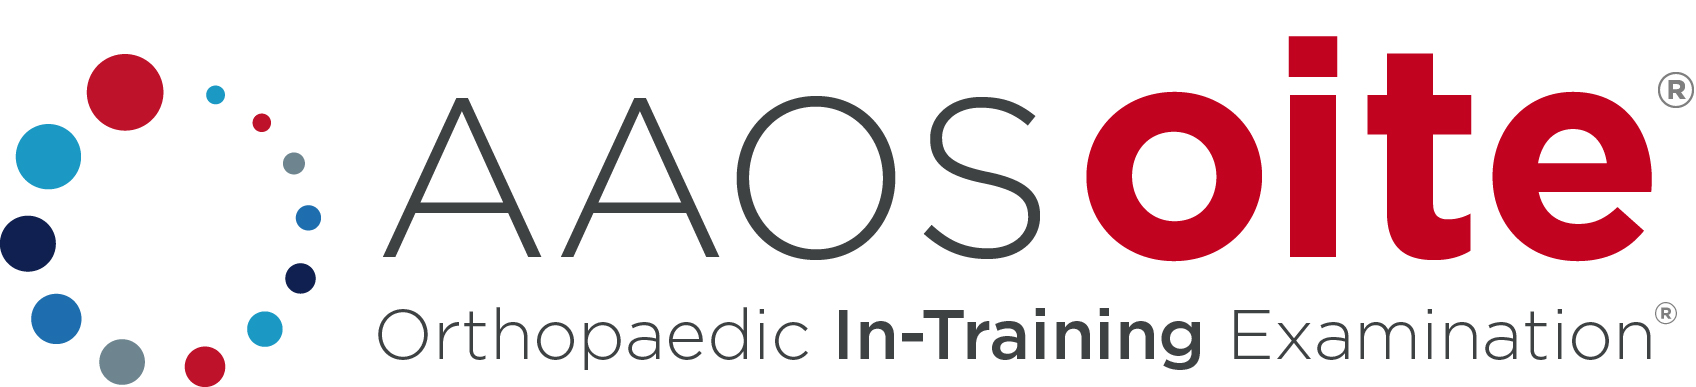 AAOS oite®
Orthopaedic In-Training Examination®